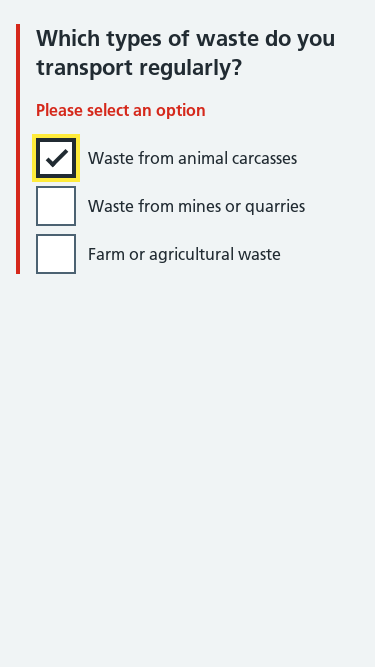 Which types of waste do you
transport regularly?
Please select an option
Waste from animal carcasses
Waste from mines or quarries
Farm or agricultural waste